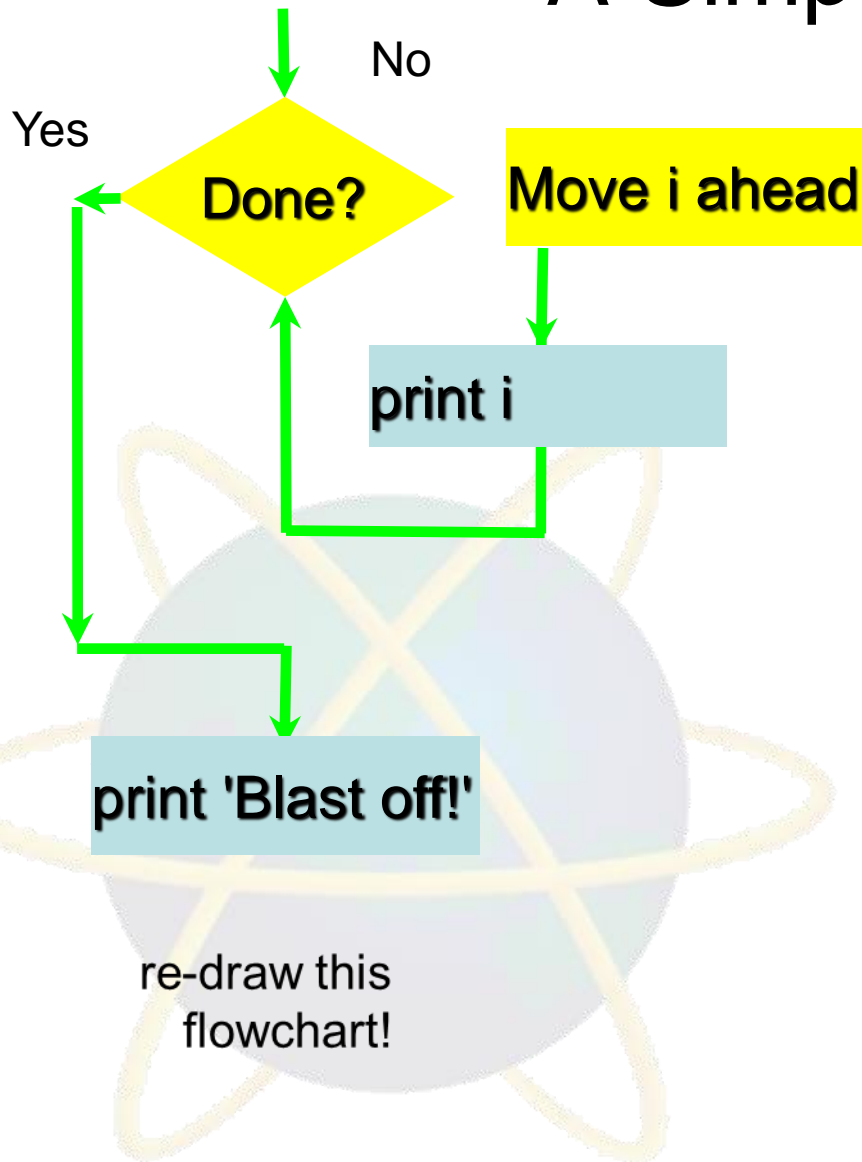 A Simp
No
Yes
Done?
Move i ahead
print i
print 'Blast off!'
re-draw this
flowchart!